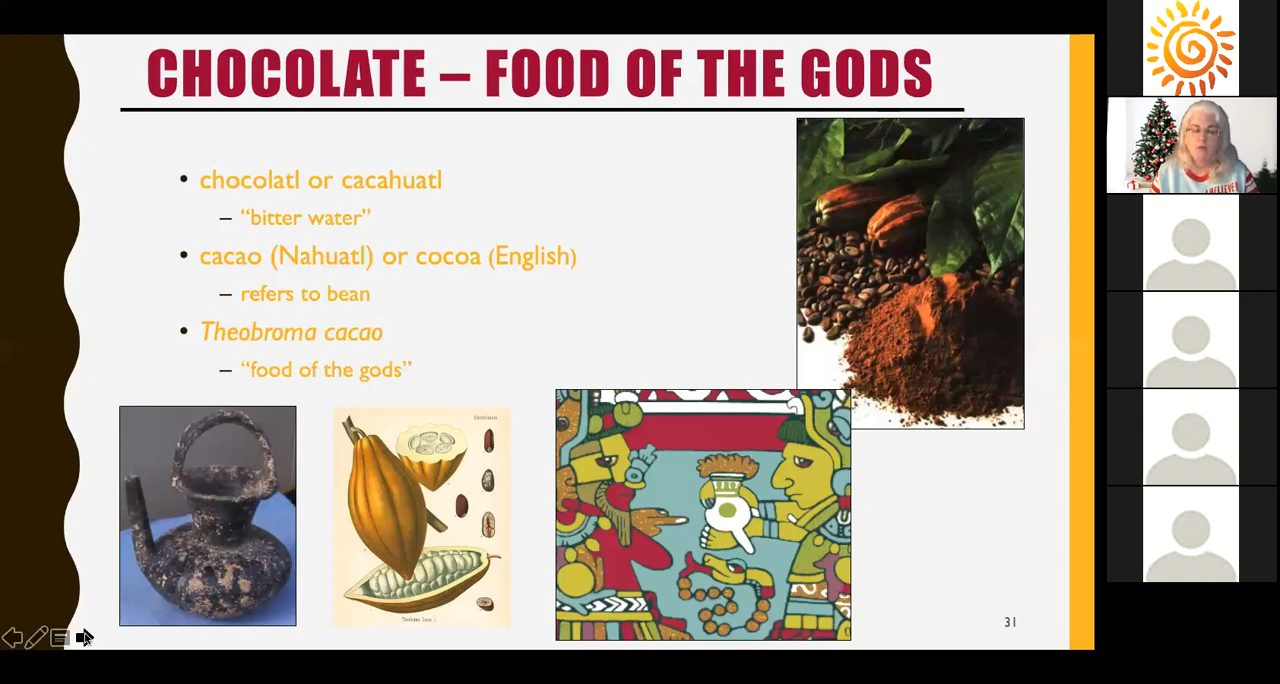 CHOCOLATE – FOOD OF THE GODS
• chocolatl or cacahuatl
– “bitter water”
• cacao (Nahuatl) or cocoa (English)
– refers to bean
• Theobroma cacao
– “food of the gods”
31